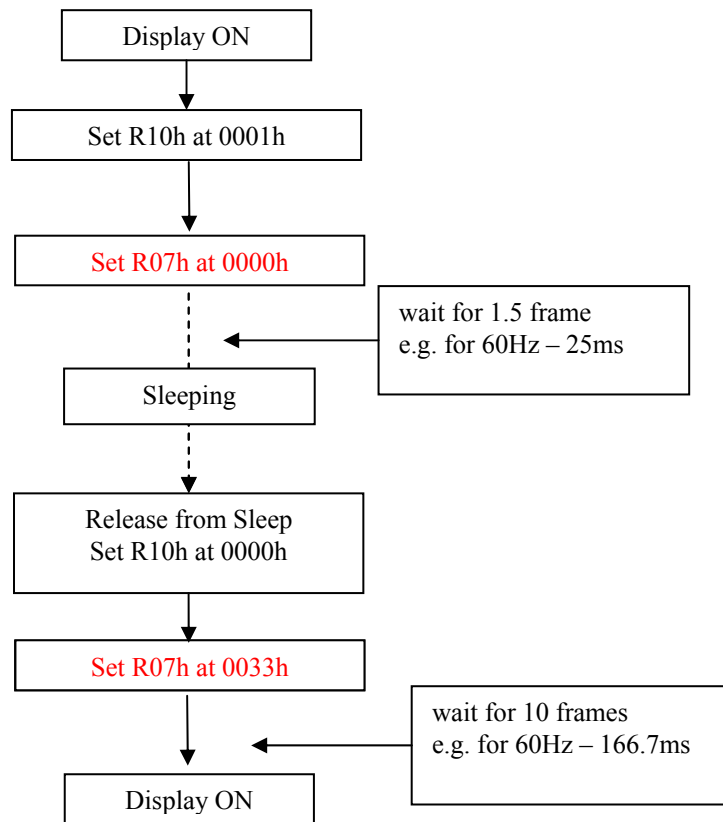 Display ON
Set R10h at 0001h
Set R07h at 0000h
wait for 1.5 frame
e.g. for 60Hz – 25ms
Sleeping
Release from Sleep
Set R10h at 0000h
Set R07h at 0033h
wait for 10 frames
e.g. for 60Hz – 166.7ms
Display ON